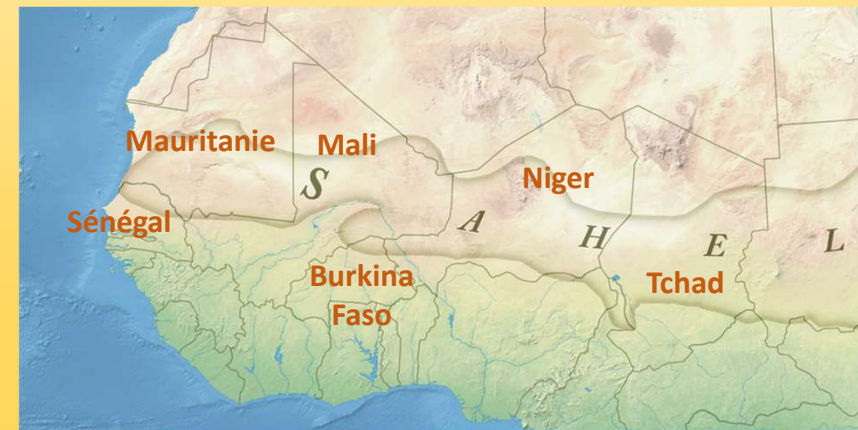 Mauritanie
Mali
Niger
Sénégal
S A H E L
Burkina
Faso
Tchad